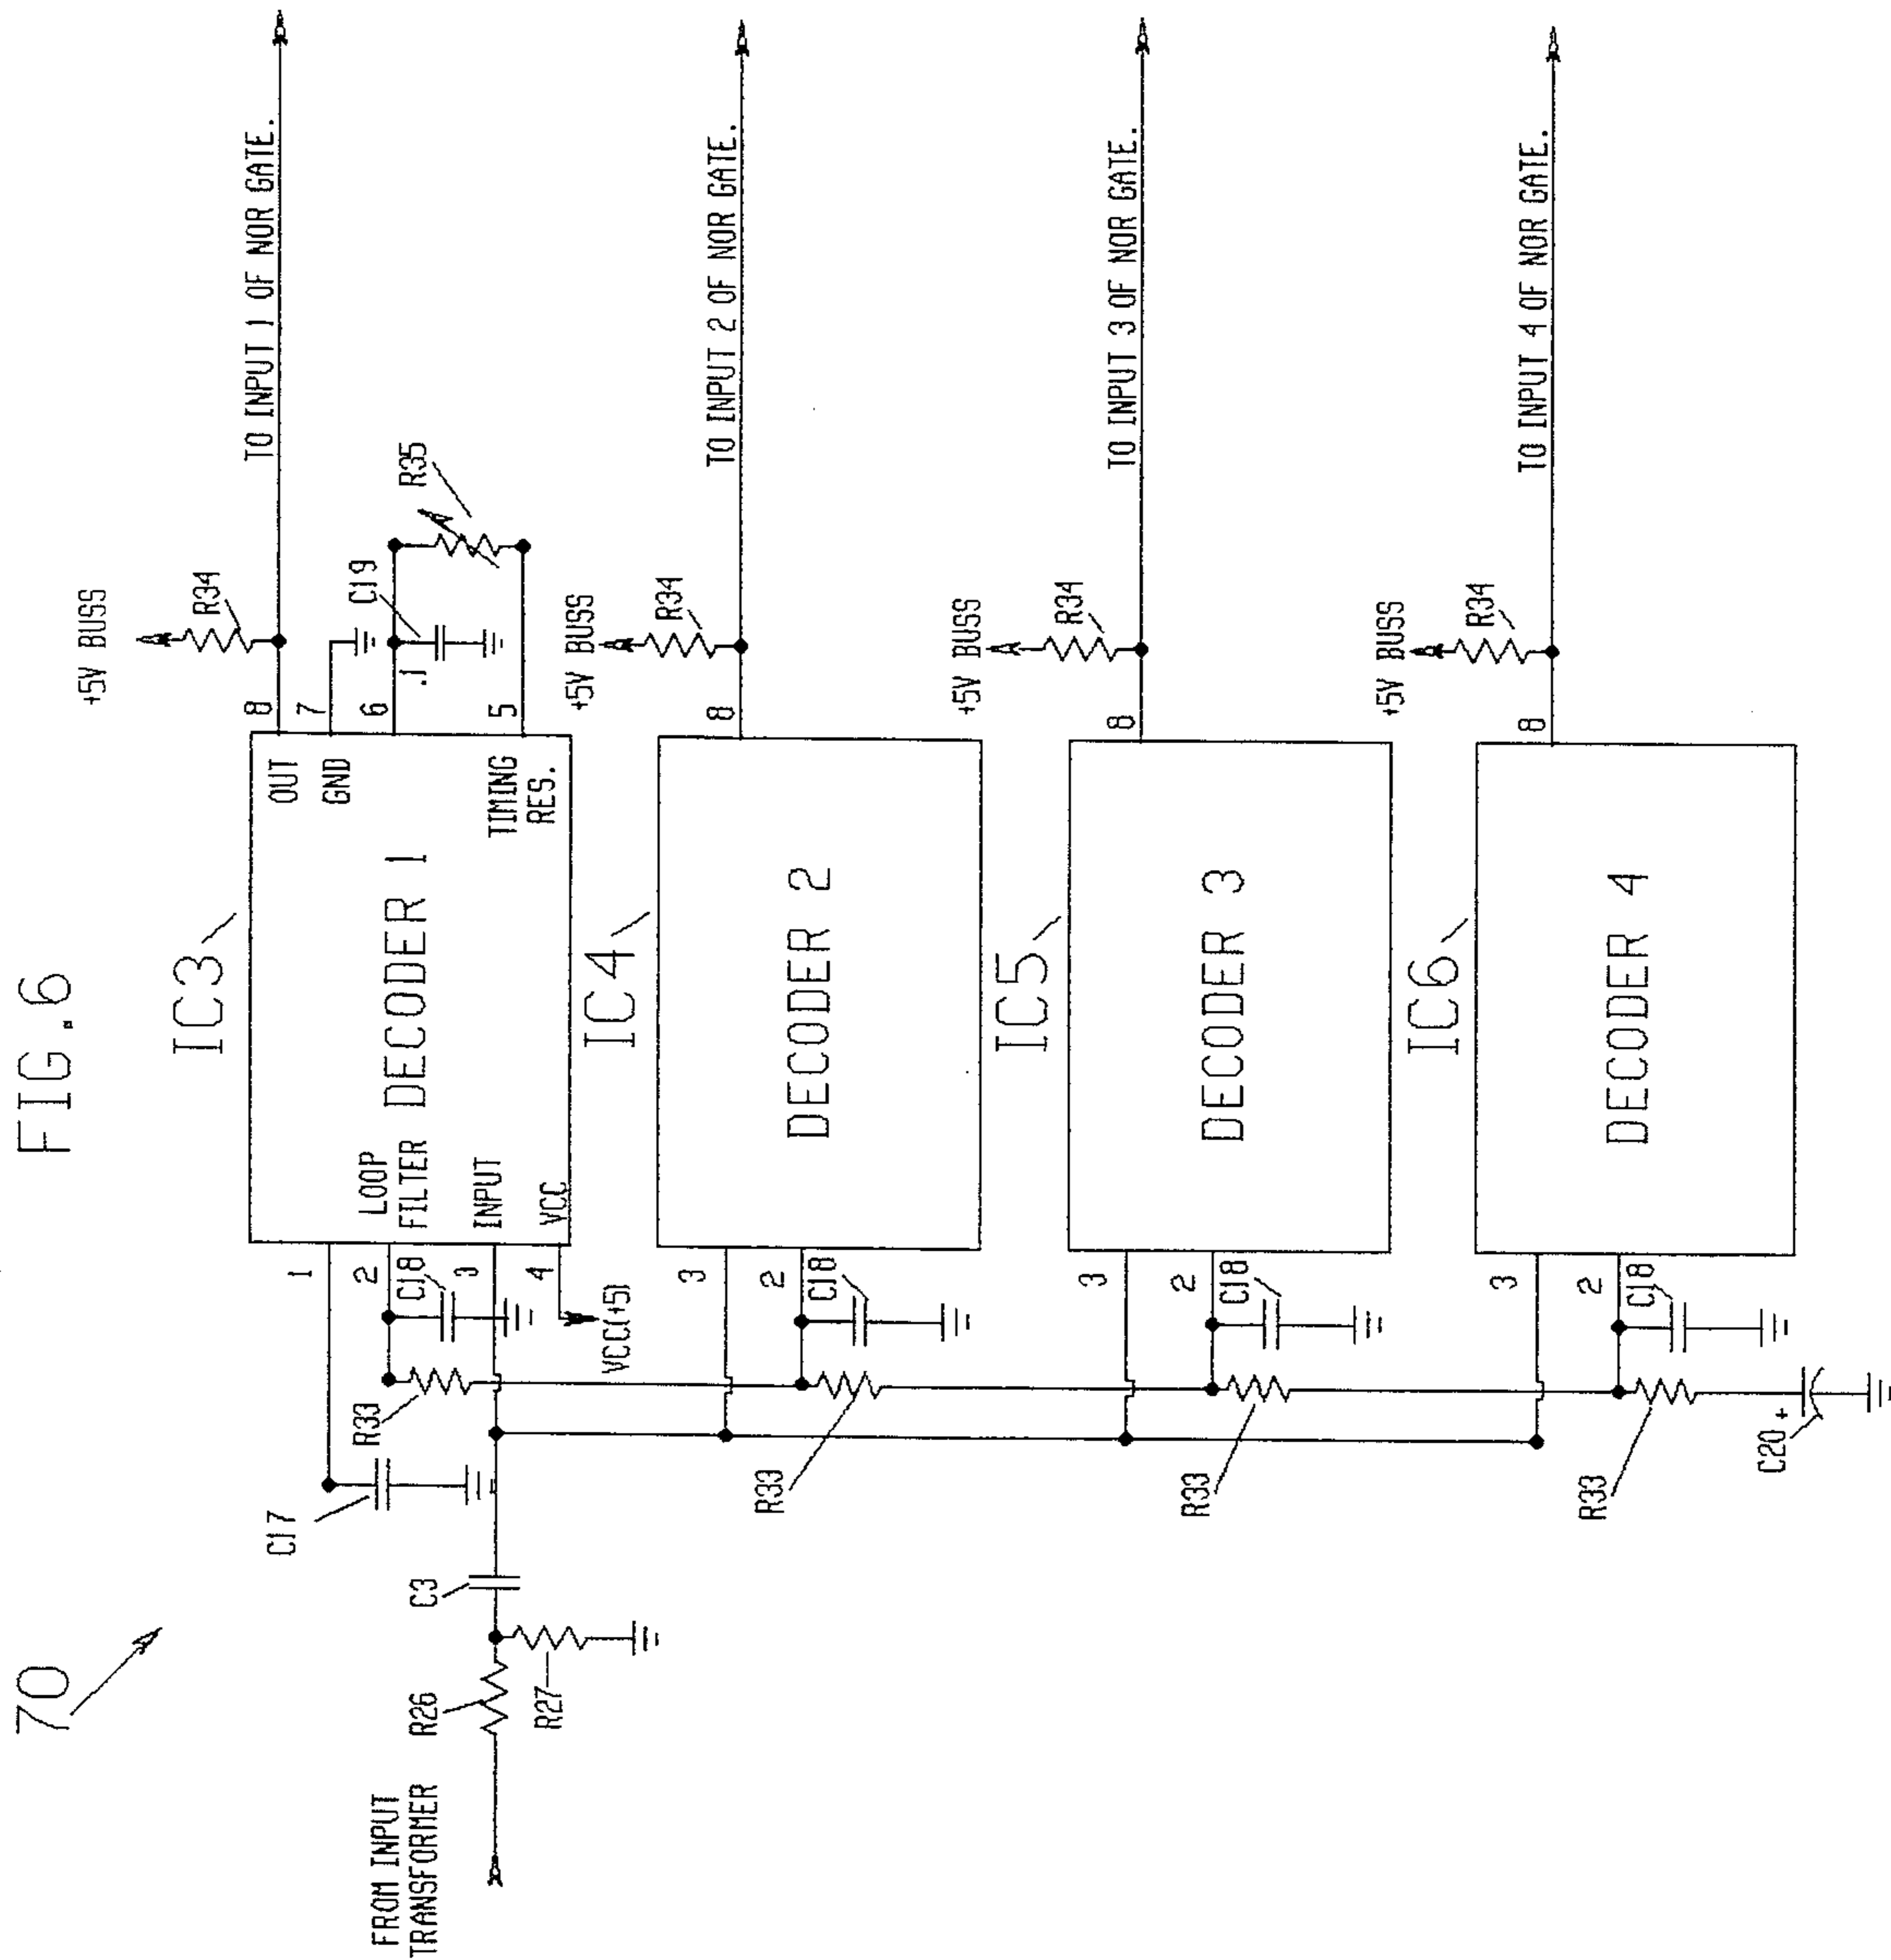 FIG.6
70
FROM INPUT
TRANSFORMER
R26
R27
C3
C17
R33
1
2
C18
3
4
VCC(+5)
IC3
LOOP
FILTER
INPUT
VCC
DECODER 1
OUT
GND
TIMING
RES.
8
7
6
5
+5V BUSS
R34
.1
C19
R35
TO INPUT 1 OF NOR GATE.
IC4
3
2
C18
R33
DECODER 2
8
+5V BUSS
R34
TO INPUT 2 OF NOR GATE.
IC5
3
2
C18
R33
DECODER 3
8
+5V BUSS
R34
TO INPUT 3 OF NOR GATE.
IC6
3
2
C18
R33
C20
+
DECODER 4
8
+5V BUSS
R34
TO INPUT 4 OF NOR GATE.